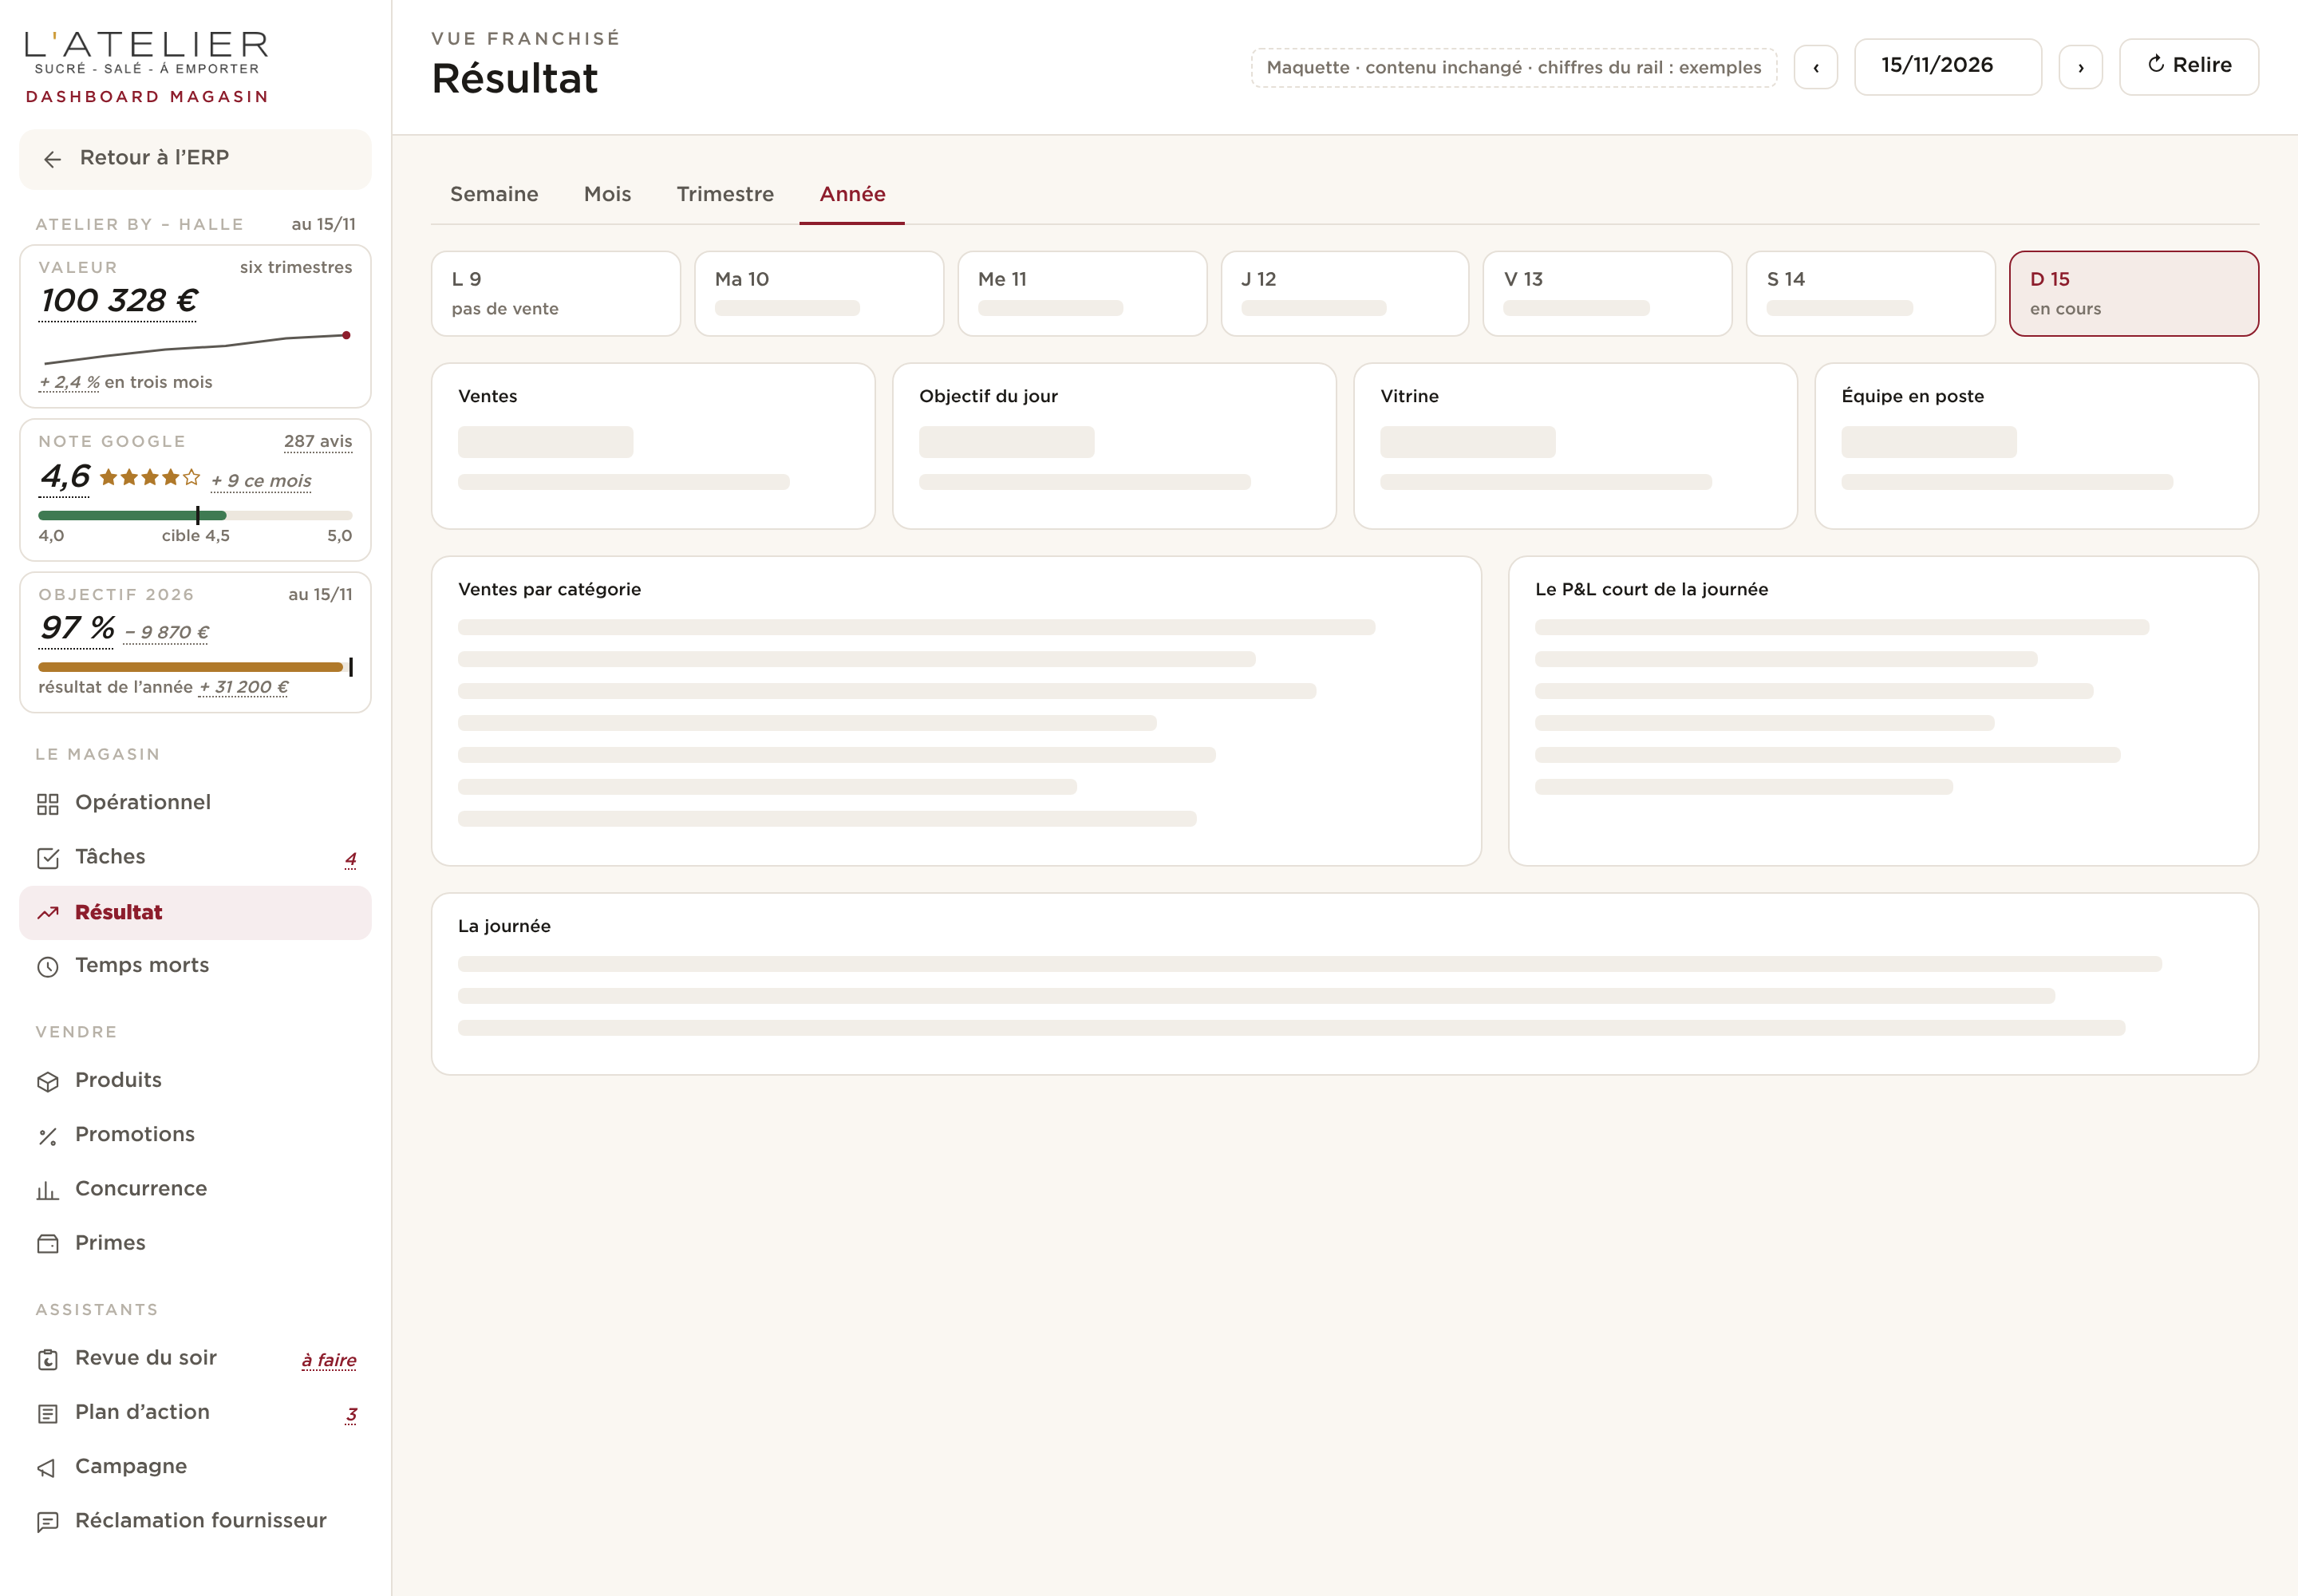 L'ATELIER
SUCRÉ - SALÉ - À EMPORTER
DASHBOARD MAGASIN
Retour à l’ERP
ATELIER BY – HALLE au 15/11
VALEUR six trimestres
100 328 €
+ 2,4 % en trois mois
NOTE GOOGLE 287 avis
4,6 + 9 ce mois
4,0 cible 4,5 5,0
OBJECTIF 2026 au 15/11
97 % – 9 870 €
résultat de l’année + 31 200 €
LE MAGASIN
Opérationnel
Tâches 4
Résultat
Temps morts
VENDRE
Produits
Promotions
Concurrence
Primes
ASSISTANTS
Revue du soir à faire
Plan d’action 3
Campagne
Réclamation fournisseur
VUE FRANCHISÉ
Résultat
Maquette · contenu inchangé · chiffres du rail : exemples ‹ 15/11/2026 › Relire
Semaine Mois Trimestre Année
L 9 Ma 10 Me 11 J 12 V 13 S 14 D 15
pas de vente en cours
Ventes Objectif du jour Vitrine Équipe en poste
Ventes par catégorie Le P&L court de la journée
La journée